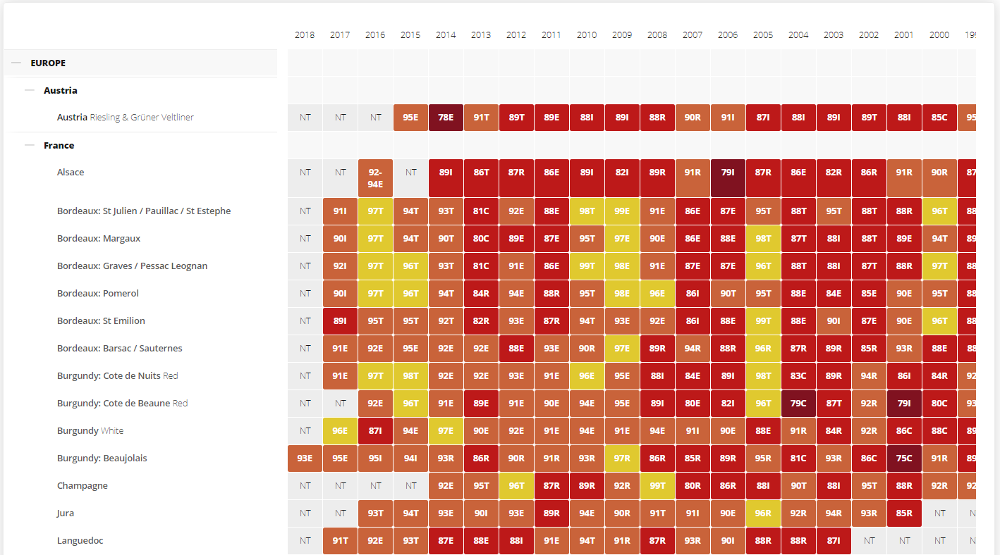 2018 2017 2016 2015 2014 2013 2012 2011 2010 2009 2008 2007 2006 2005 2004 2003 2002 2001 2000 199
EUROPE
Austria
Austria Riesling & Grüner Veltliner NT NT NT 95E 78E 91T 89T 89E 88I 89I 88R 90R 91I 87I 88I 89I 89T 88I 85C 95
France
Alsace NT NT 92- NT 89I 86T 87R 86E 89I 82I 89R 91R 79I 87R 86E 82R 86R 91R 90R 87
94E
Bordeaux: St Julien / Pauillac / St Estephe NT 91I 97T 94T 93T 81C 92E 88E 98T 99E 91E 86E 87E 95T 88T 95T 88T 88R 96T 88
Bordeaux: Margaux NT 90I 97T 94T 90T 80C 89E 87E 95T 97E 90E 86E 88E 98T 87T 88I 88T 89E 94T 89
Bordeaux: Graves / Pessac Leognan NT 92I 97T 96T 93T 81C 91E 86E 99T 98E 91E 87E 87E 96T 88T 88I 87T 88R 97T 88
Bordeaux: Pomerol NT 90I 97T 96T 94T 84R 94E 88R 95T 98E 96E 86I 90T 95T 88E 84E 85E 90E 95T 88
Bordeaux: St Emilion NT 89I 95T 95T 92T 82R 93E 87R 94T 93E 92E 86I 88E 99T 88E 90I 87E 90E 96T 88
Bordeaux: Barsac / Sauternes NT 91E 92E 95E 92E 92E 88E 93E 90R 97E 89R 94R 88R 96R 87R 89R 85R 93R 88E 88
Burgundy: Cote de Nuits Red NT 91E 97T 98T 92E 92E 93E 91E 96E 95E 88I 84E 89I 98T 83C 89R 94R 86I 84R 92
Burgundy: Cote de Beaune Red NT NT 92E 96T 91E 89E 91E 90E 94E 95E 89I 80E 82I 96T 79C 87T 92R 79I 80C 93
Burgundy White NT 96E 87I 94E 97E 90E 92E 91E 94E 91E 94E 91I 90E 88E 91R 84R 92R 86C 88C 89
Burgundy: Beaujolais 93E 95E 95I 94I 93R 86R 90R 91R 93R 97R 86R 85R 89R 95R 81C 93R 86C 75C 91R 89
Champagne NT NT NT NT 92E 95T 96T 87R 89R 92R 99T 80R 86R 88I 90T 88I 95T 88R 92R 92
Jura NT NT 93T 94T 93E 90I 93E 89R 94E 90R 91T 91I 90E 96R 92R 94R 93R 85R NT N
Languedoc NT 91T 92E 93T 87E 88E 88I 91E 94T 91R 87R 93R 90I 88R 88R 87I NT NT NT N